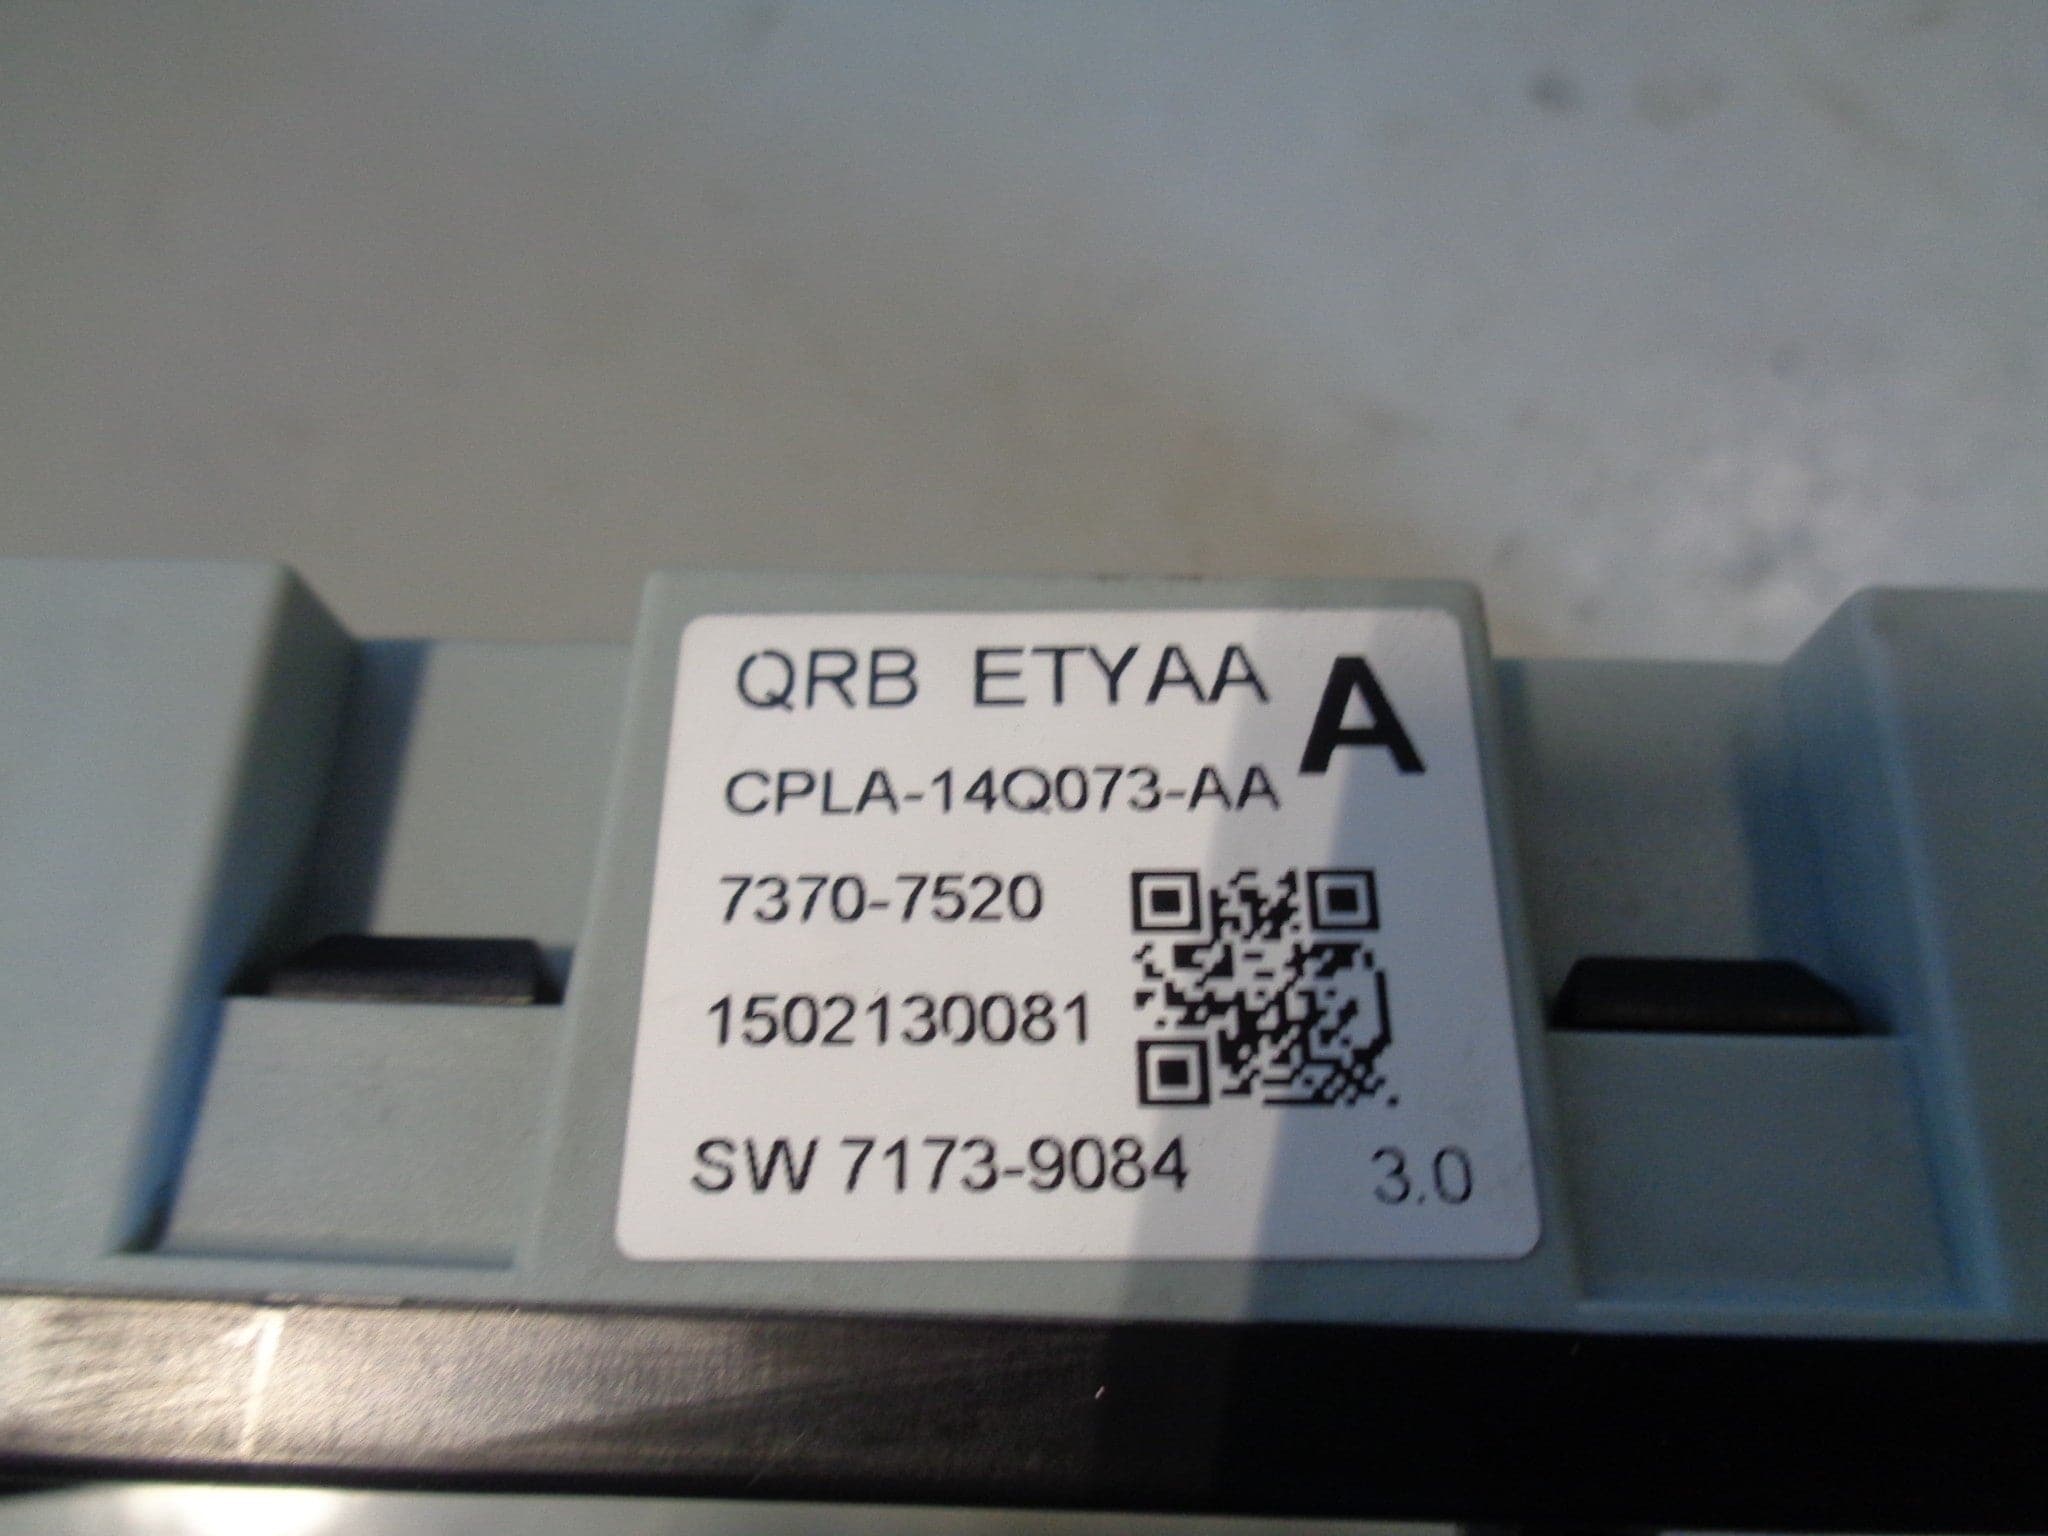 QRB ETYAA
A
CPLA-14Q073-AA
7370-7520
1502130081
SW 7173-9084 3.0